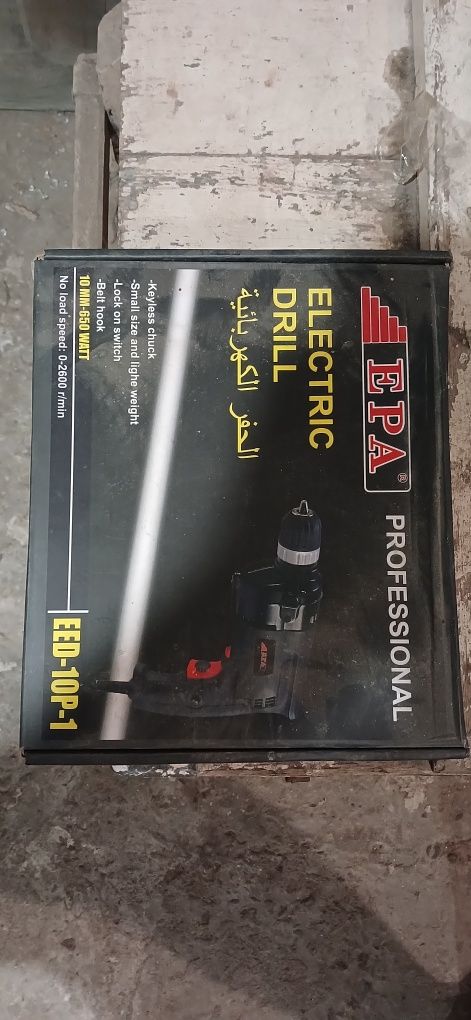 EPA®
PROFESSIONAL
ELECTRIC
DRILL
الحفر الكهربائية
-Keyless chuck
-Small size and lighe weight
-Lock on switch
-Belt hook
10 MM-650 WATT
No load speed: 0-2600 r/min
EED-10P-1